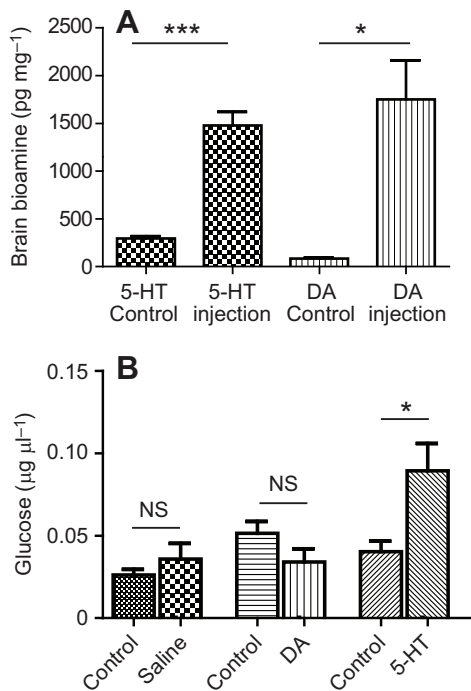 A
***
*
2500
2000
1500
1000
500
0
Brain bioamine (pg mg⁻¹)
5-HT Control
5-HT injection
DA Control
DA injection
B
0.15
0.10
0.05
0
Glucose (µg µl⁻¹)
NS
NS
*
Control
Saline
Control
DA
Control
5-HT